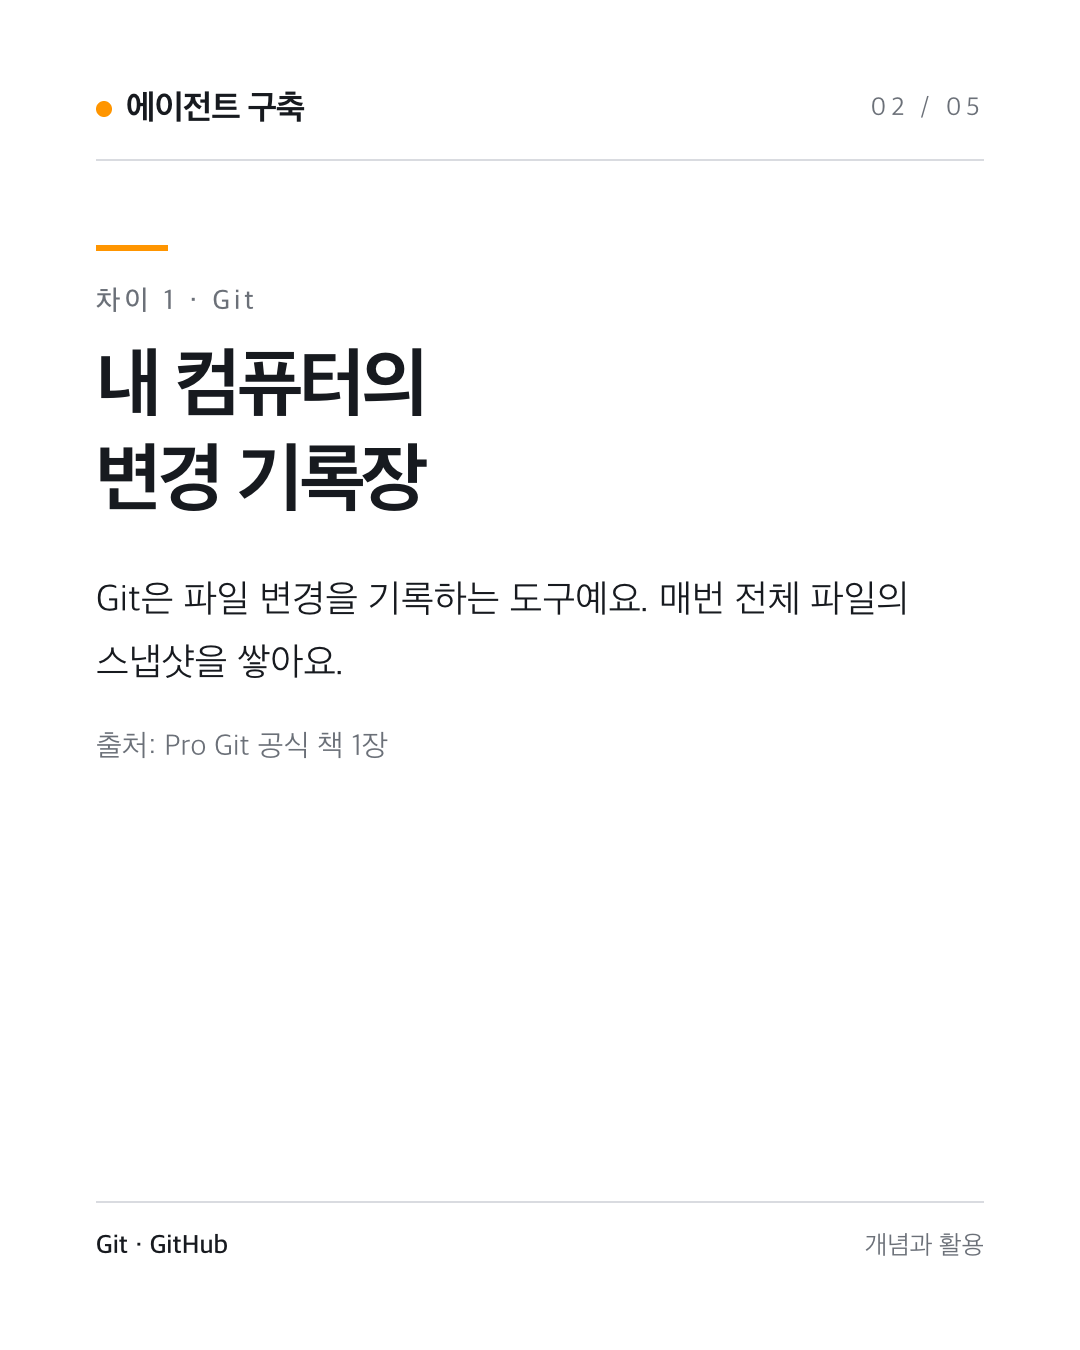 에이전트 구축
02 / 05
차이 1 · Git
내 컴퓨터의
변경 기록장
Git은 파일 변경을 기록하는 도구예요. 매번 전체 파일의
스냅샷을 쌓아요.
출처: Pro Git 공식 책 1장
Git · GitHub
개념과 활용